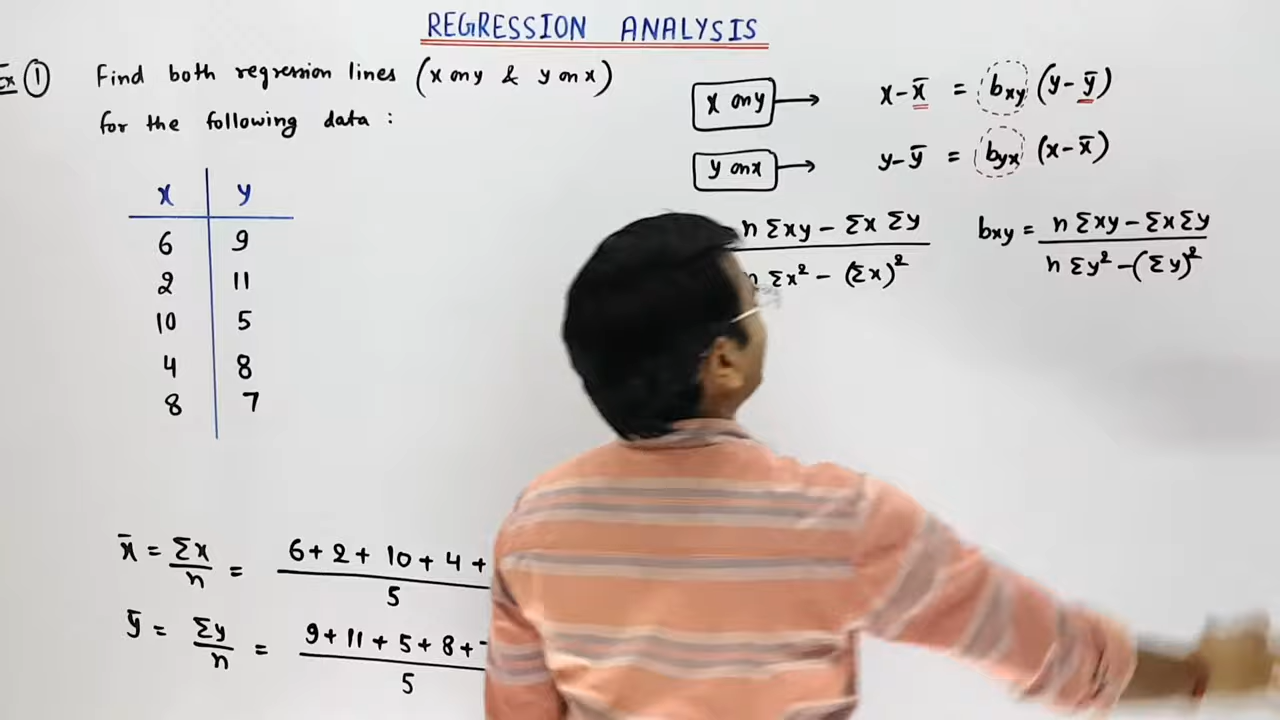 REGRESSION ANALYSIS
Ex ① Find both regression lines (x on y & y on x)
for the following data :
x y
6 9
2 11
10 5
4 8
8 7
x̄ = Σx/n = 6+2+10+4+ / 5
ȳ = Σy/n = 9+11+5+8+ / 5
x on y → x-x̄ = bxy (y-ȳ)
y on x → y-ȳ = byx (x-x̄)
n Σxy - Σx Σy / n Σx² - (Σx)²
bxy = n Σxy - Σx Σy / n Σy² - (Σy)²